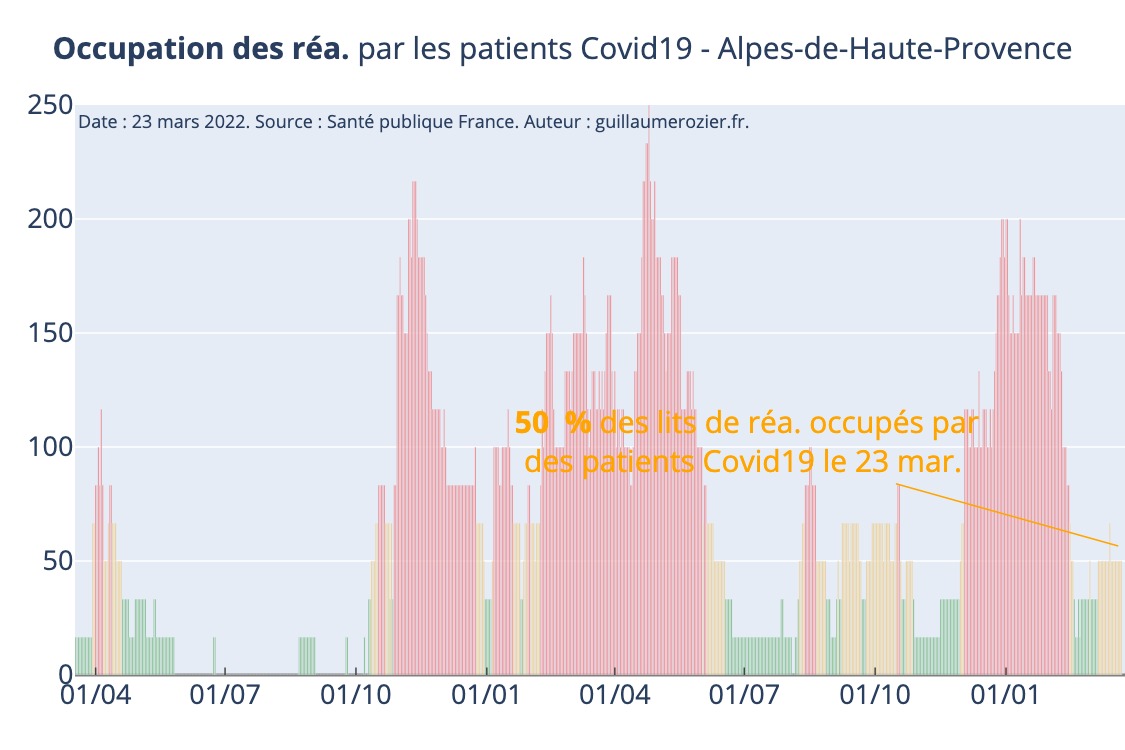 Occupation des réa. par les patients Covid19 - Alpes-de-Haute-Provence
250
Date : 23 mars 2022. Source : Santé publique France. Auteur : guillaumerozier.fr.
200
150
50 % des lits de réa. occupés par
100
des patients Covid19 le 23 mar.
50
0
01/04 01/07 01/10 01/01 01/04 01/07 01/10 01/01